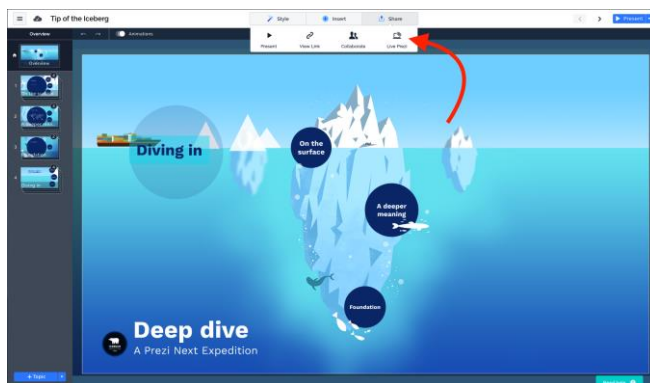 Tip of the Iceberg
Style
Insert
Share
Present
Overview
Animations
Present
View Link
Collaborate
Live Prezi
Overview
Diving in
On the
surface
A deeper
meaning
Foundation
Deep dive
A Prezi Next Expedition
+ Topic